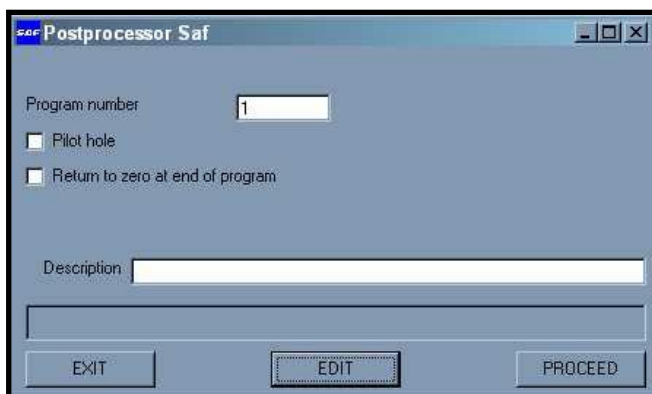 SAF Postprocessor Saf
Program number 1
Pilot hole
Return to zero at end of program
Description
EXIT EDIT PROCEED